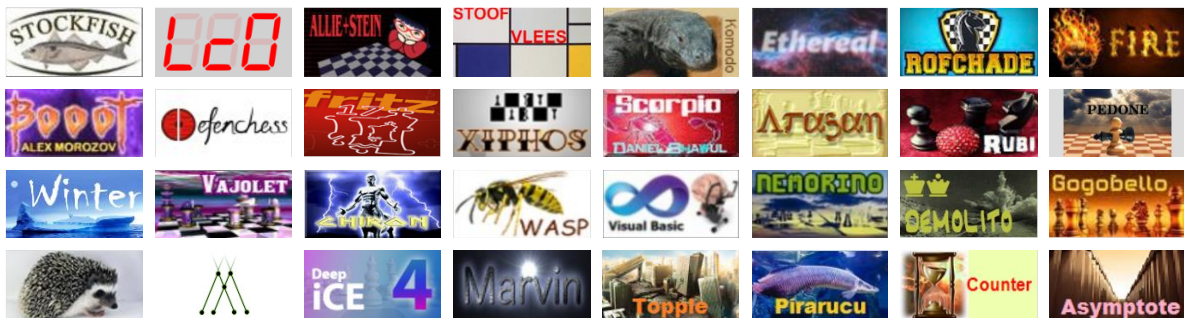 STOCKFISH
Lc0
ALLIE+STEIN
STOOF
VLEES
Komodo
Ethereal
ROFCHADE
FIRE
Booot
ALEX MOROZOV
Defenchess
fritz
17
XIPHOS
Scorpio
DANIEL SHAWUL
Arasan
RUBI
PEDONE
Winter
VAJOLET
CHIRON
WASP
Visual Basic
NEMORINO
DEMOLITO
Gogobello
Deep
iCE 4
Marvin
Topple
Pirarucu
Counter
Asymptote